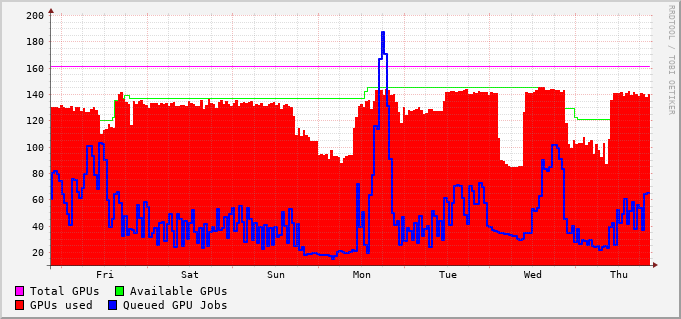 RRDTOOL / TOBI OETIKER
200
180
160
140
120
100
80
60
40
20
Fri Sat Sun Mon Tue Wed Thu
Total GPUs Available GPUs
GPUs used Queued GPU Jobs